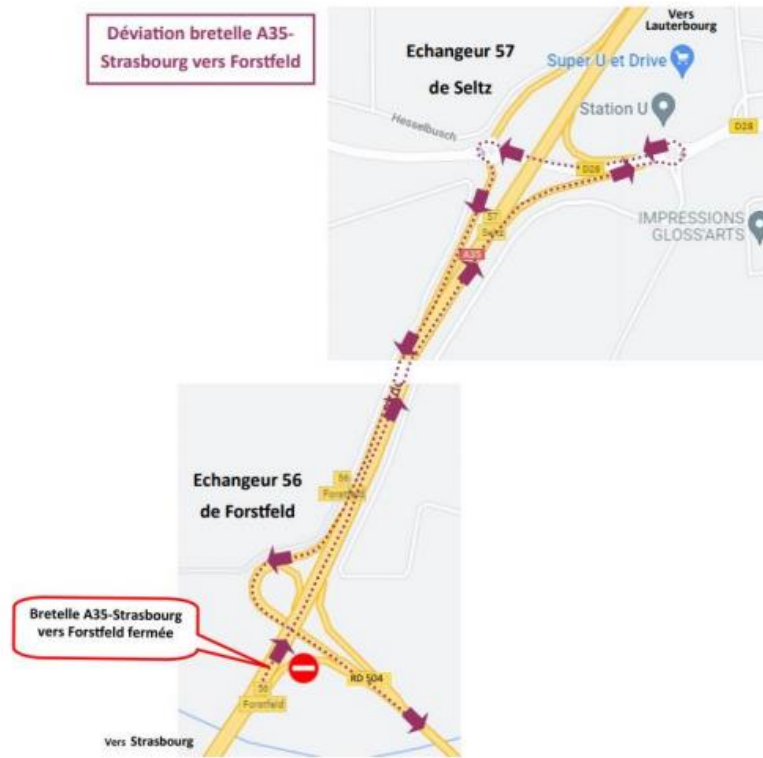 Déviation bretelle A35-
Strasbourg vers Forstfeld
Vers
Lauterbourg
Echangeur 57
de Seltz
Super U et Drive
Station U
Hesselbusch
D28
D28
57
Seltz
IMPRESSIONS
GLOSS'ARTS
A35
Echangeur 56
de Forstfeld
56
Forstfeld
Bretelle A35-Strasbourg
vers Forstfeld fermée
RD 504
56
Forstfeld
Vers Strasbourg